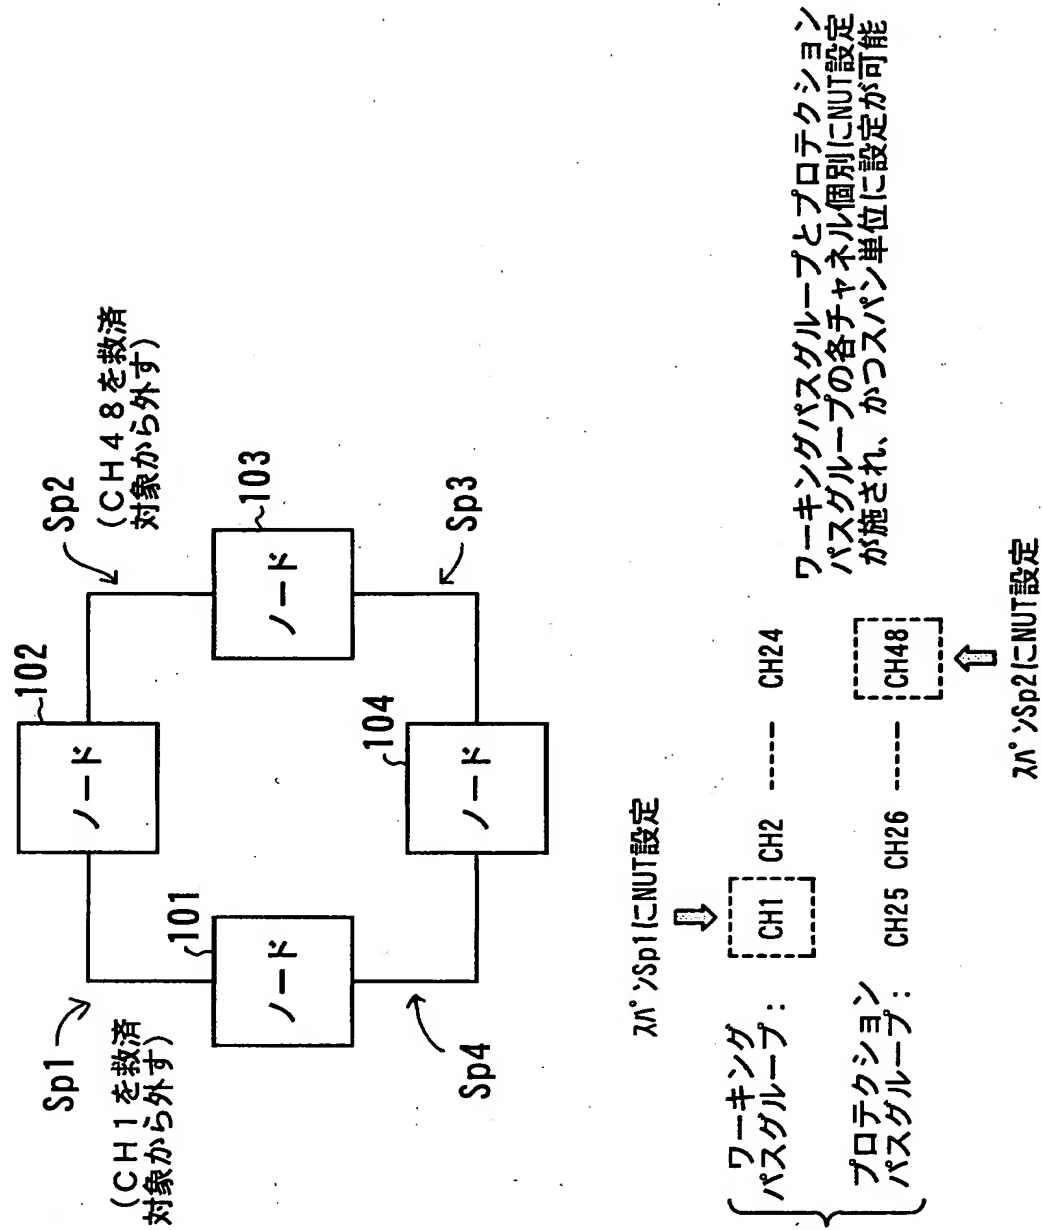 102
ノード
Sp1
(CH1を救済
対象から外す)
Sp2
(CH48を救済
対象から外す)
101
ノード
103
ノード
104
ノード
Sp4
Sp3
スパンSp1にNUT設定
ワーキング
パスグループ:
CH1 CH2 ----- CH24
プロテクション
パスグループ:
CH25 CH26 ----- CH48
スパンSp2にNUT設定
ワーキングパスグループとプロテクション
パスグループの各チャネル個別にNUT設定
が施され、かつスパン単位に設定が可能